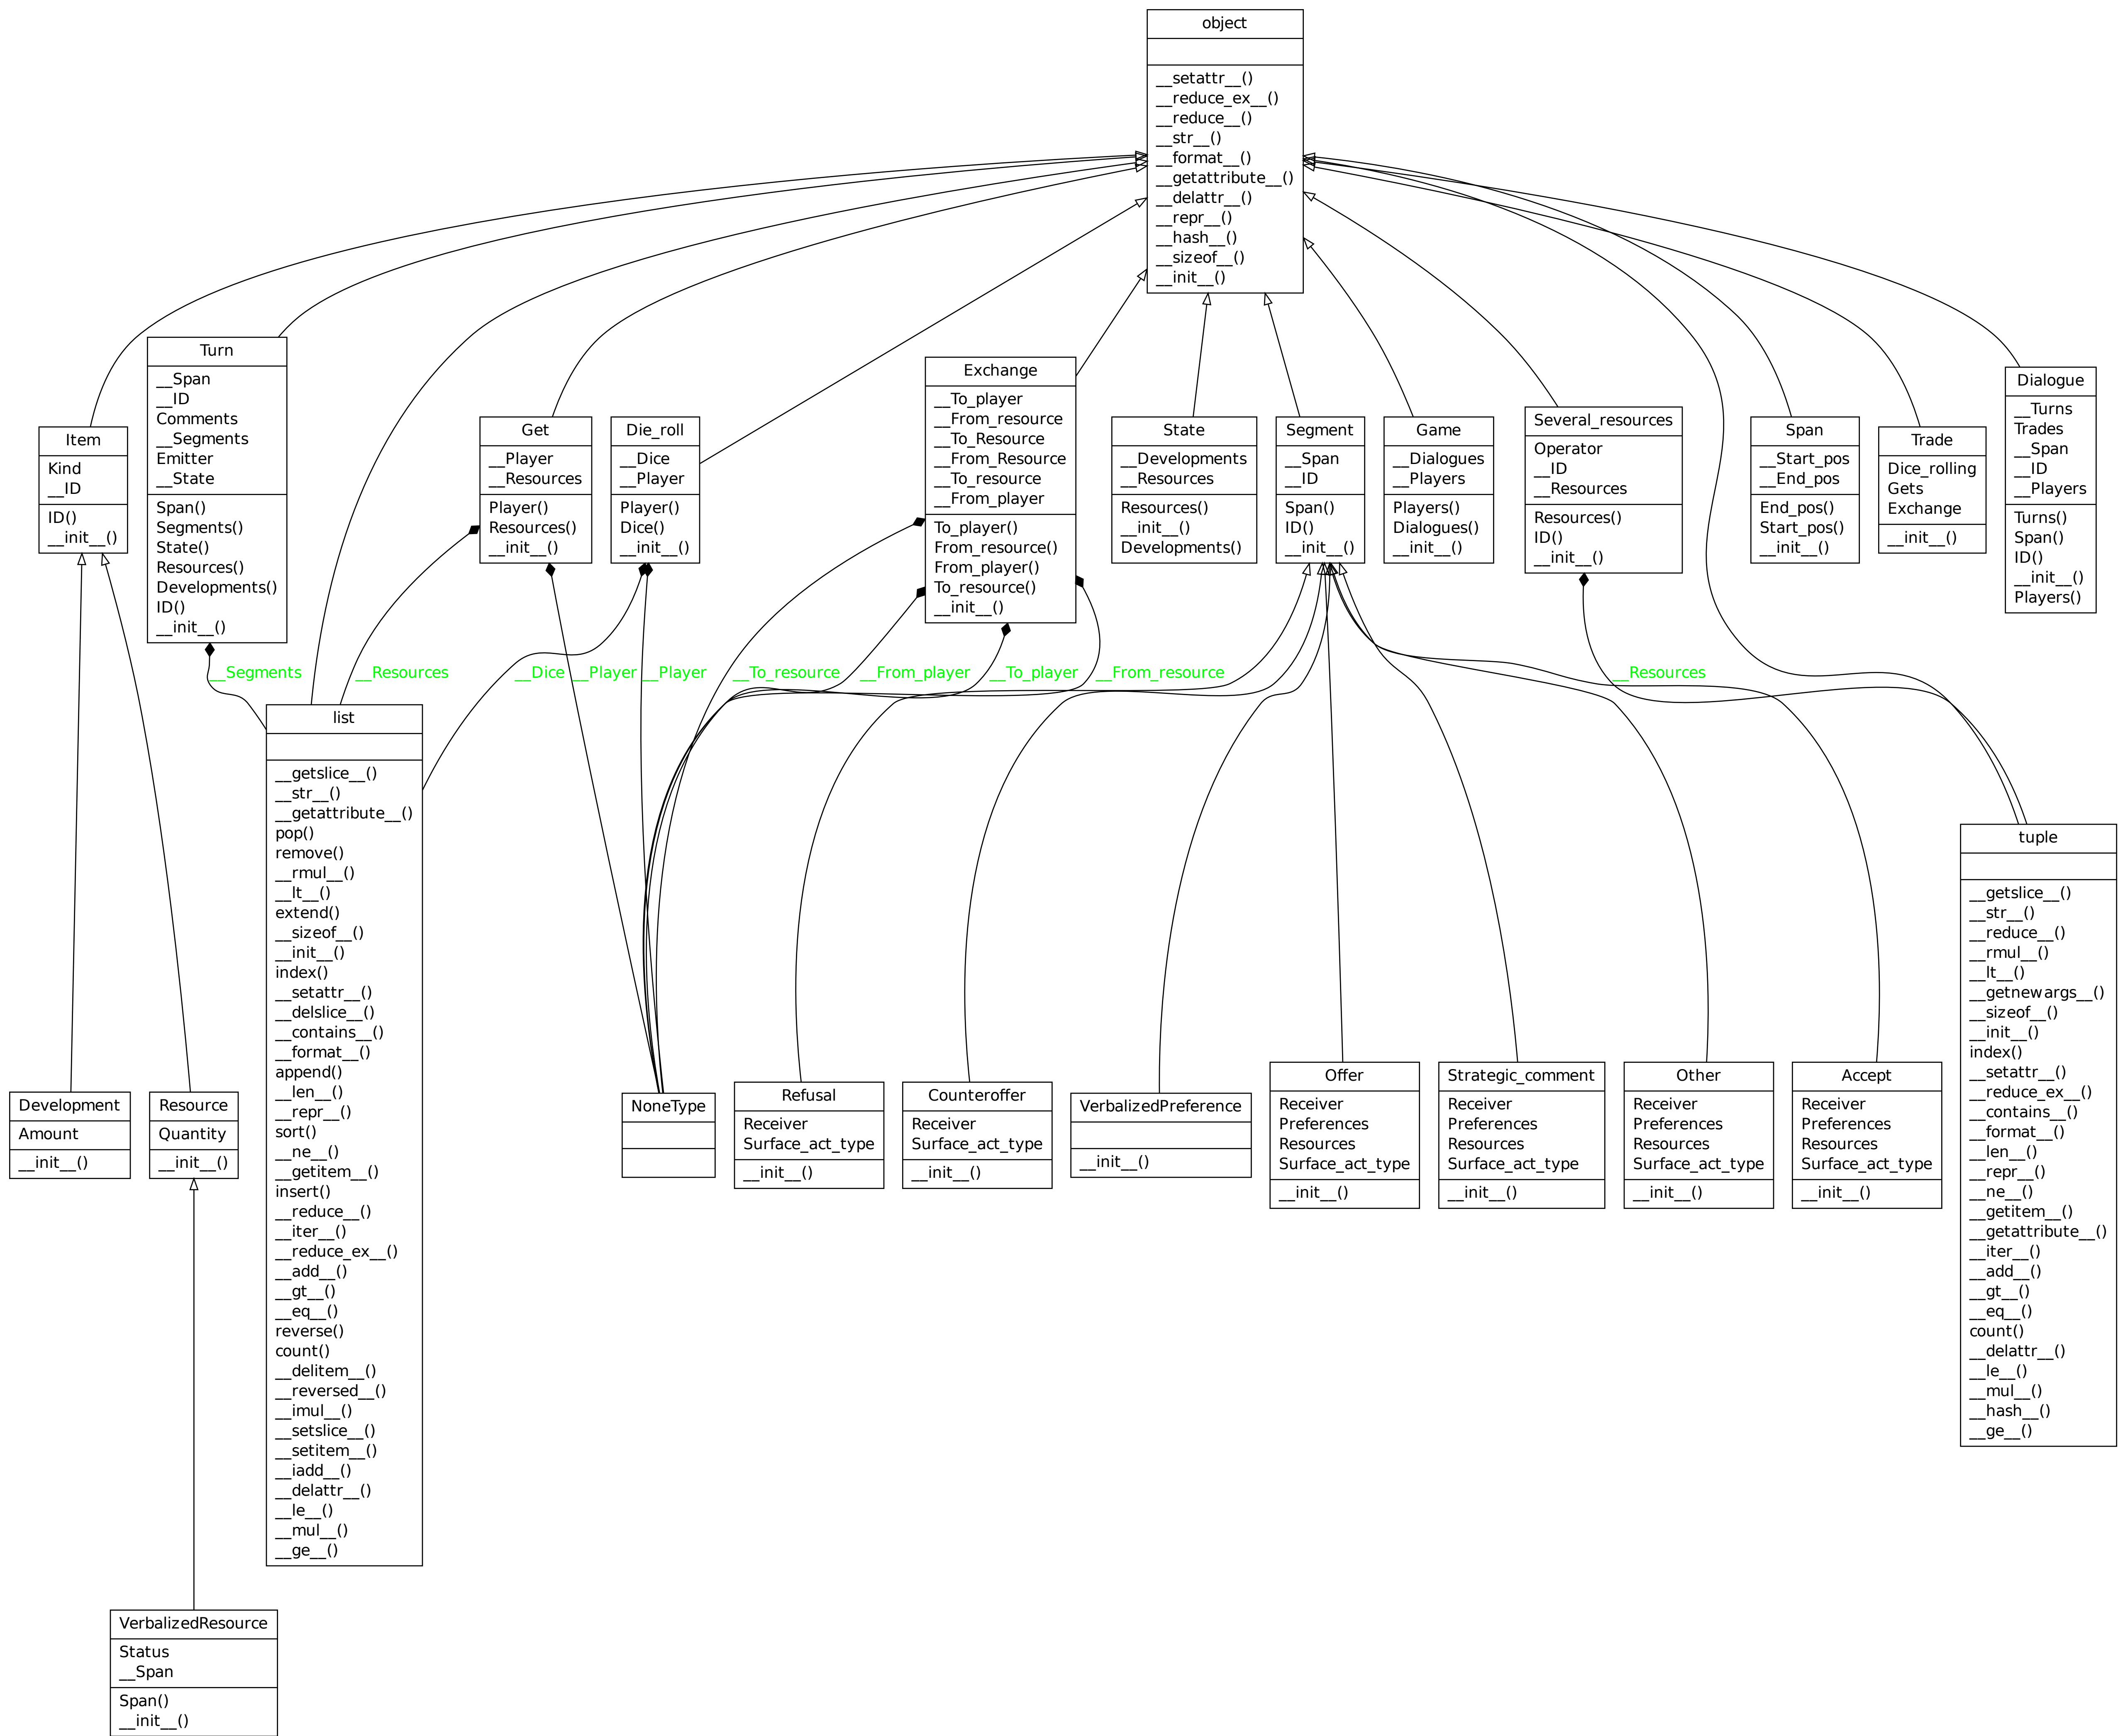 object
__setattr__()
__reduce_ex__()
__reduce__()
__str__()
__format__()
__getattribute__()
__delattr__()
__repr__()
__hash__()
__sizeof__()
__init__()
Item
Kind
__ID
ID()
__init__()
Turn
__Span
__ID
Comments
__Segments
Emitter
__State
Span()
Segments()
State()
Resources()
Developments()
ID()
__init__()
Get
__Player
__Resources
Player()
Resources()
__init__()
Die_roll
__Dice
__Player
Player()
Dice()
__init__()
Exchange
__To_player
__From_resource
__To_Resource
__From_Resource
__To_resource
__From_player
To_player()
From_resource()
From_player()
To_resource()
__init__()
State
__Developments
__Resources
Resources()
__init__()
Developments()
Segment
__Span
__ID
Span()
ID()
__init__()
Game
__Dialogues
__Players
Players()
Dialogues()
__init__()
Several_resources
Operator
__ID
__Resources
Resources()
ID()
__init__()
Span
__Start_pos
__End_pos
End_pos()
Start_pos()
__init__()
Trade
Dice_rolling
Gets
Exchange
__init__()
Dialogue
__Turns
Trades
__Span
__ID
__Players
Turns()
Span()
ID()
__init__()
Players()
__Segments
__Resources
__Dice
__Player
__Player
__To_resource
__From_player
__To_player
__From_resource
__Resources
list
__getslice__()
__str__()
__getattribute__()
pop()
remove()
__rmul__()
__lt__()
extend()
__sizeof__()
__init__()
index()
__setattr__()
__delslice__()
__contains__()
__format__()
append()
__len__()
__repr__()
sort()
__ne__()
__getitem__()
insert()
__reduce__()
__iter__()
__reduce_ex__()
__add__()
__gt__()
__eq__()
reverse()
count()
__delitem__()
__reversed__()
__imul__()
__setslice__()
__setitem__()
__iadd__()
__delattr__()
__le__()
__mul__()
__ge__()
tuple
__getslice__()
__str__()
__reduce__()
__rmul__()
__lt__()
__getnewargs__()
__sizeof__()
__init__()
index()
__setattr__()
__reduce_ex__()
__contains__()
__format__()
__len__()
__repr__()
__ne__()
__getitem__()
__getattribute__()
__iter__()
__add__()
__gt__()
__eq__()
count()
__delattr__()
__le__()
__mul__()
__hash__()
__ge__()
Development
Amount
__init__()
Resource
Quantity
__init__()
NoneType
Refusal
Receiver
Surface_act_type
__init__()
Counteroffer
Receiver
Surface_act_type
__init__()
VerbalizedPreference
__init__()
Offer
Receiver
Preferences
Resources
Surface_act_type
__init__()
Strategic_comment
Receiver
Preferences
Resources
Surface_act_type
__init__()
Other
Receiver
Preferences
Resources
Surface_act_type
__init__()
Accept
Receiver
Preferences
Resources
Surface_act_type
__init__()
VerbalizedResource
Status
__Span
Span()
__init__()